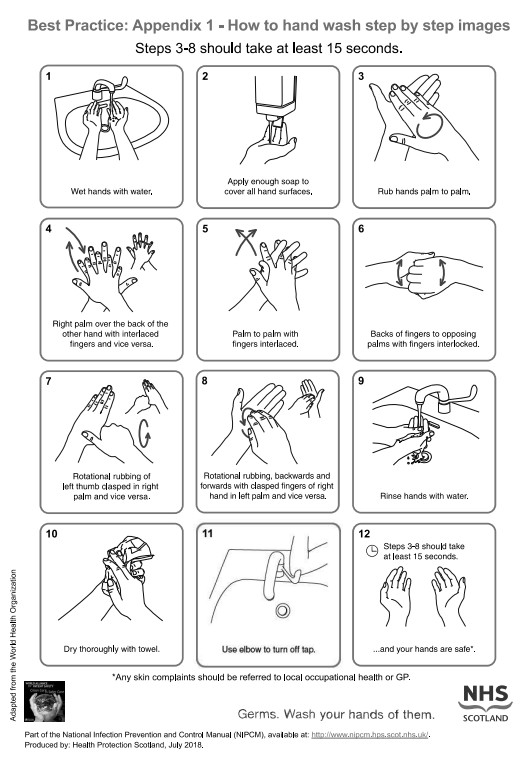 Best Practice: Appendix 1 - How to hand wash step by step images
Steps 3-8 should take at least 15 seconds.
1
Wet hands with water.
2
Apply enough soap to
cover all hand surfaces.
3
Rub hands palm to palm.
4
Right palm over the back of the
other hand with interlaced
fingers and vice versa.
5
Palm to palm with
fingers interlaced.
6
Backs of fingers to opposing
palms with fingers interlocked.
7
Rotational rubbing of
left thumb clasped in right
palm and vice versa.
8
Rotational rubbing, backwards and
forwards with clasped fingers of right
hand in left palm and vice versa.
9
Rinse hands with water.
10
Dry thoroughly with towel.
11
Use elbow to turn off tap.
12
Steps 3-8 should take
at least 15 seconds.
...and your hands are safe*.
*Any skin complaints should be referred to local occupational health or GP.
Adapted from the World Health Organization
Germs. Wash your hands of them.
NHS
SCOTLAND
Part of the National Infection Prevention and Control Manual (NIPCM), available at: http://www.nipcm.hps.scot.nhs.uk/.
Produced by: Health Protection Scotland, July 2018.